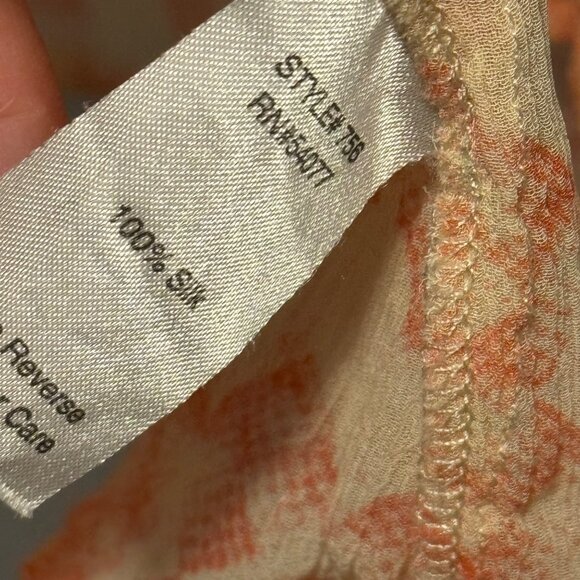 STYLE# 756
RN#54077
100% Silk
Reverse
Care